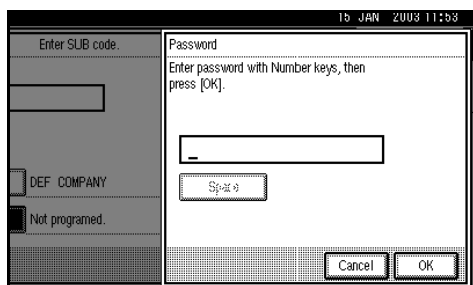 15 JAN 2003 11:53
Enter SUB code.
Password
Enter password with Number keys, then
press [OK].
Space
DEF COMPANY
Not programed.
Cancel
OK